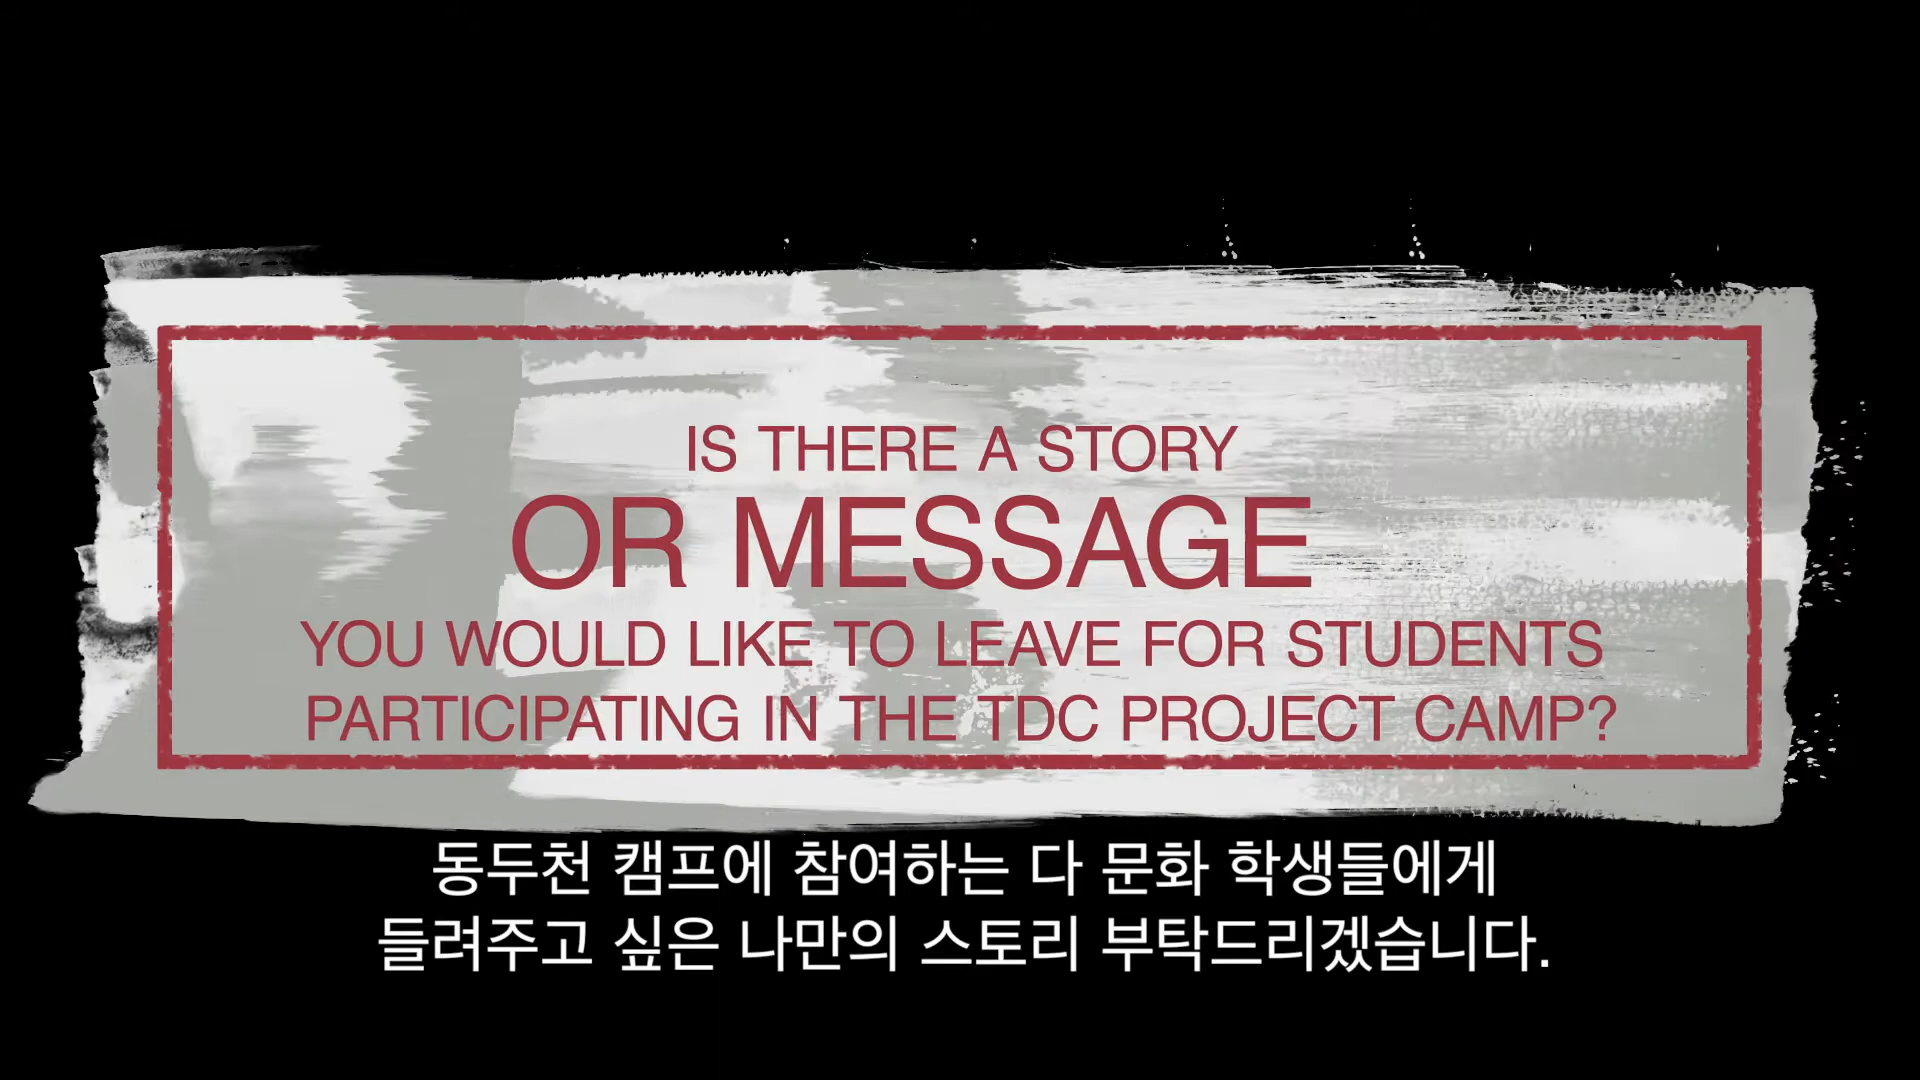 IS THERE A STORY
OR MESSAGE
YOU WOULD LIKE TO LEAVE FOR STUDENTS
PARTICIPATING IN THE TDC PROJECT CAMP?
동두천 캠프에 참여하는 다 문화 학생들에게
들려주고 싶은 나만의 스토리 부탁드리겠습니다.